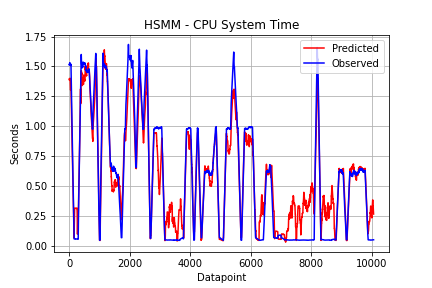 HSMM - CPU System Time
1.75
1.50
1.25
1.00
0.75
0.50
0.25
0.00
Seconds
Predicted
Observed
0 2000 4000 6000 8000 10000
Datapoint